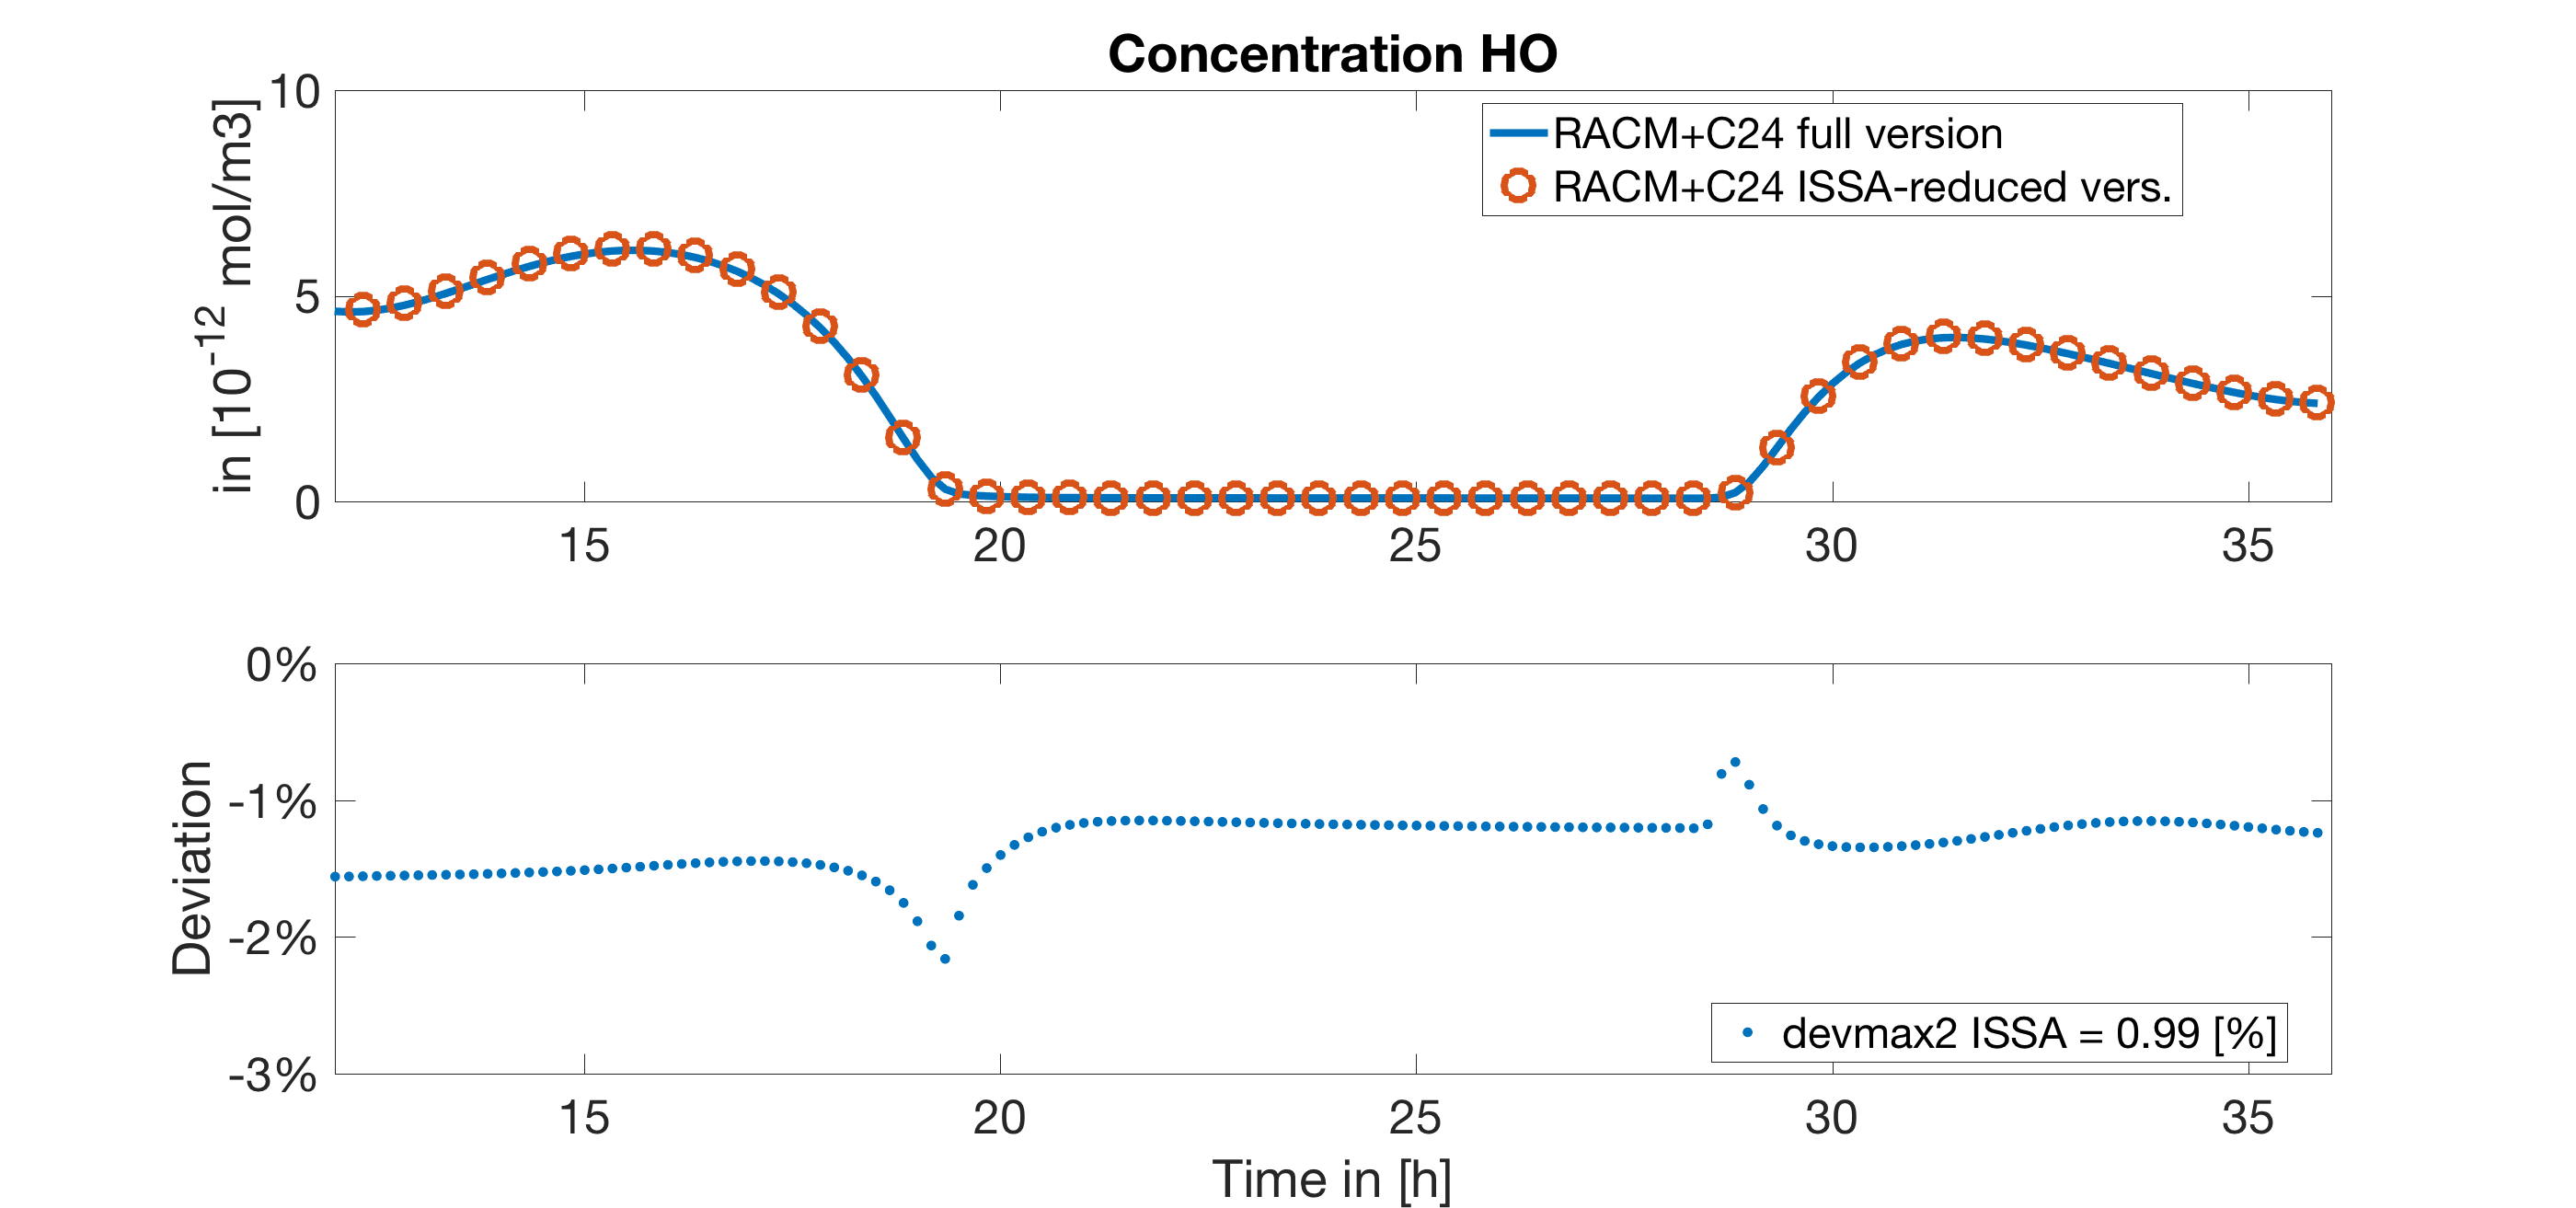 Concentration HO
in [10-12 mol/m3]
10
5
0
RACM+C24 full version
RACM+C24 ISSA-reduced vers.
15 20 25 30 35
Deviation
0%
-1%
-2%
-3%
devmax2 ISSA = 0.99 [%]
15 20 25 30 35
Time in [h]